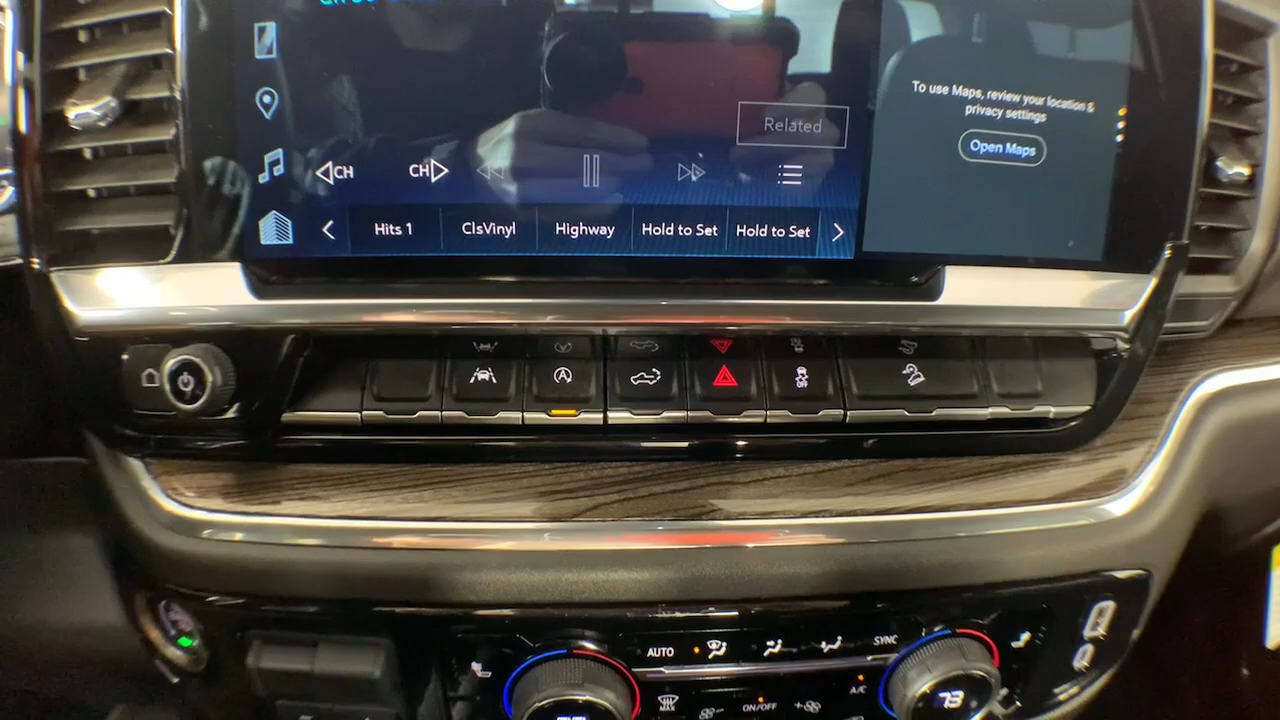 To use Maps, review your location &
privacy settings
Open Maps
Related
CH CH
Hits 1 ClsVinyl Highway Hold to Set Hold to Set
OFF
AUTO SYNC
A/C
MAX ON/OFF
73